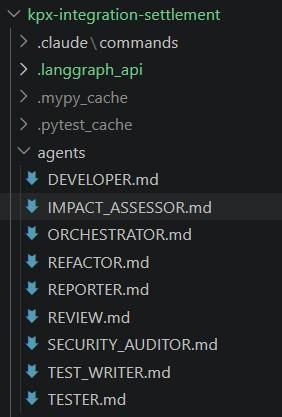 kpx-integration-settlement
.claude\commands
.langgraph_api
.mypy_cache
.pytest_cache
agents
DEVELOPER.md
IMPACT_ASSESSOR.md
ORCHESTRATOR.md
REFACTOR.md
REPORTER.md
REVIEW.md
SECURITY_AUDITOR.md
TEST_WRITER.md
TESTER.md